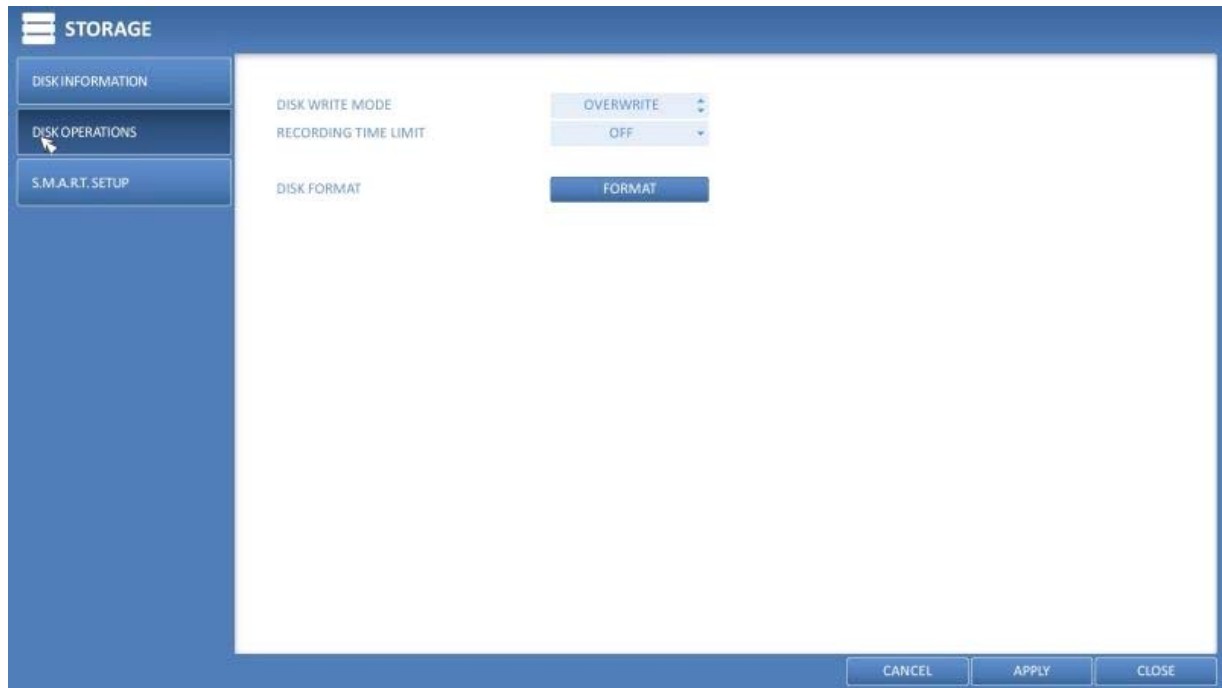 STORAGE
DISK INFORMATION
DISK OPERATIONS
S.M.A.R.T. SETUP
DISK WRITE MODE OVERWRITE
RECORDING TIME LIMIT OFF
DISK FORMAT FORMAT
CANCEL APPLY CLOSE